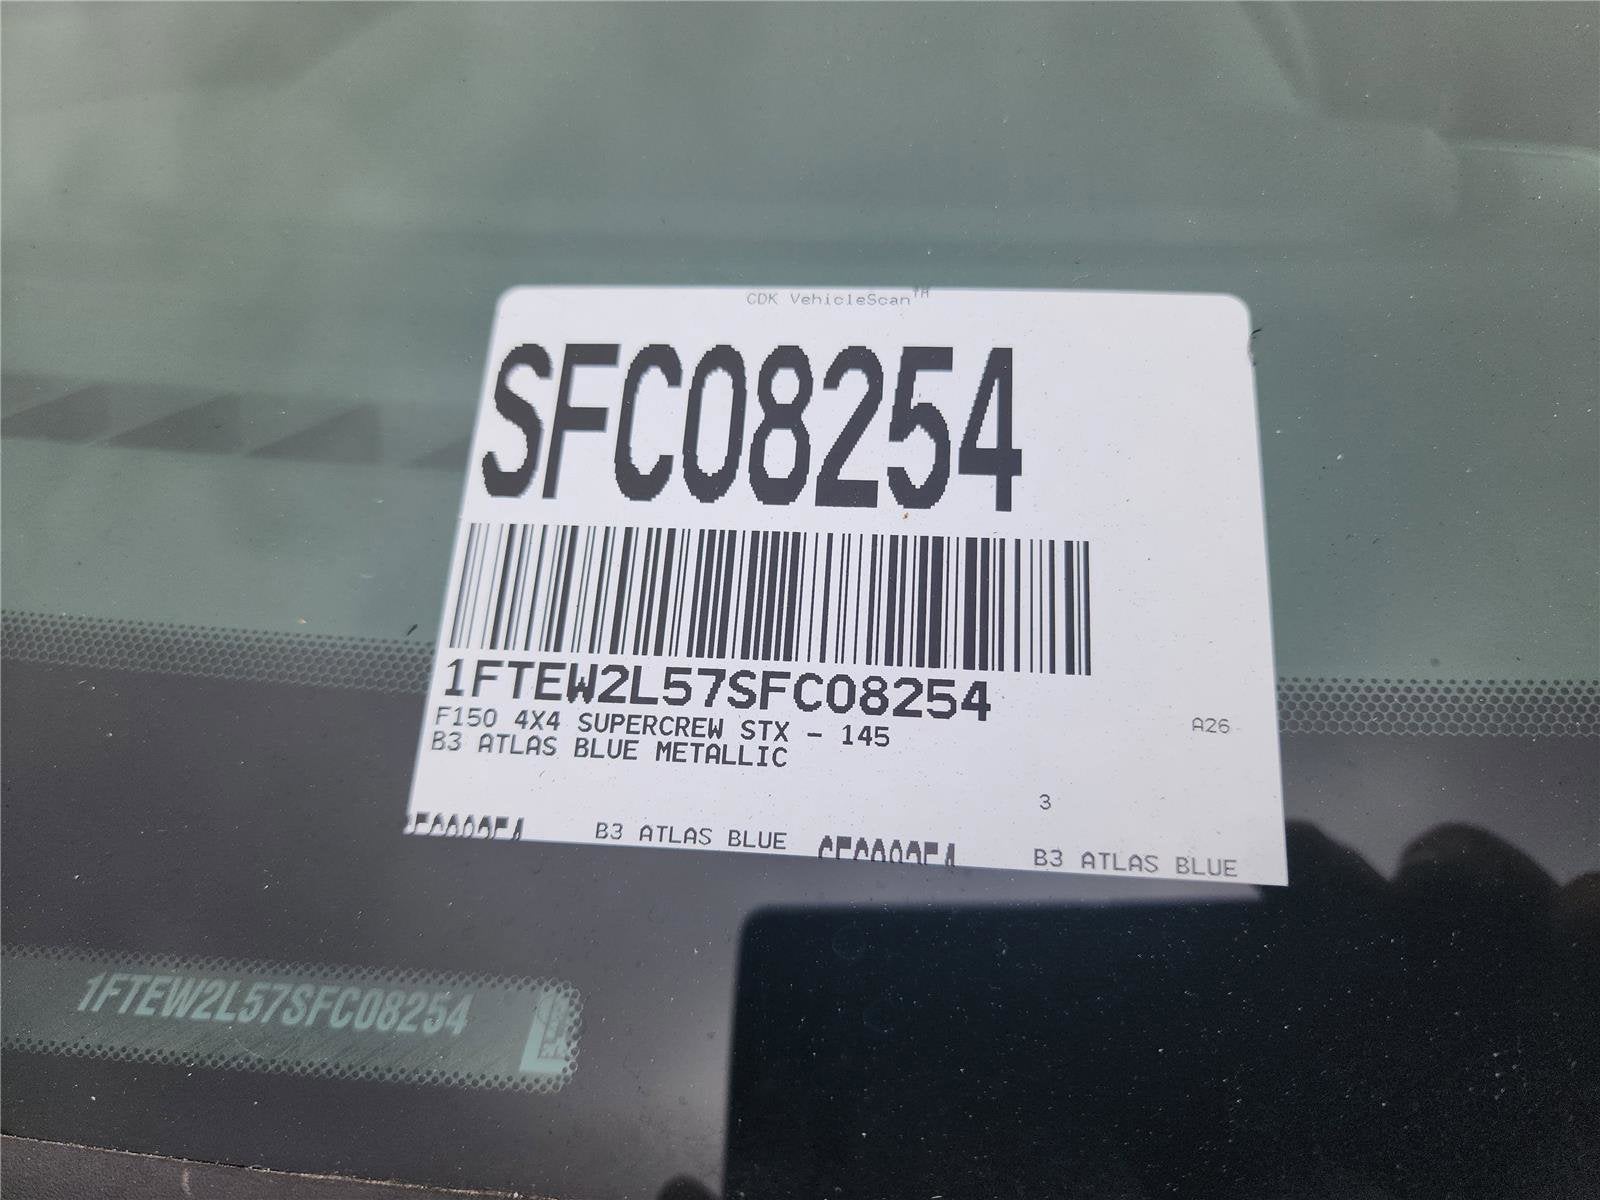 CDK VehicleScan™
SFC08254
1FTEW2L57SFC08254
F150 4X4 SUPERCREW STX - 145
A26
B3 ATLAS BLUE METALLIC
3
B3 ATLAS BLUE
B3 ATLAS BLUE
1FTEW2L57SFC08254